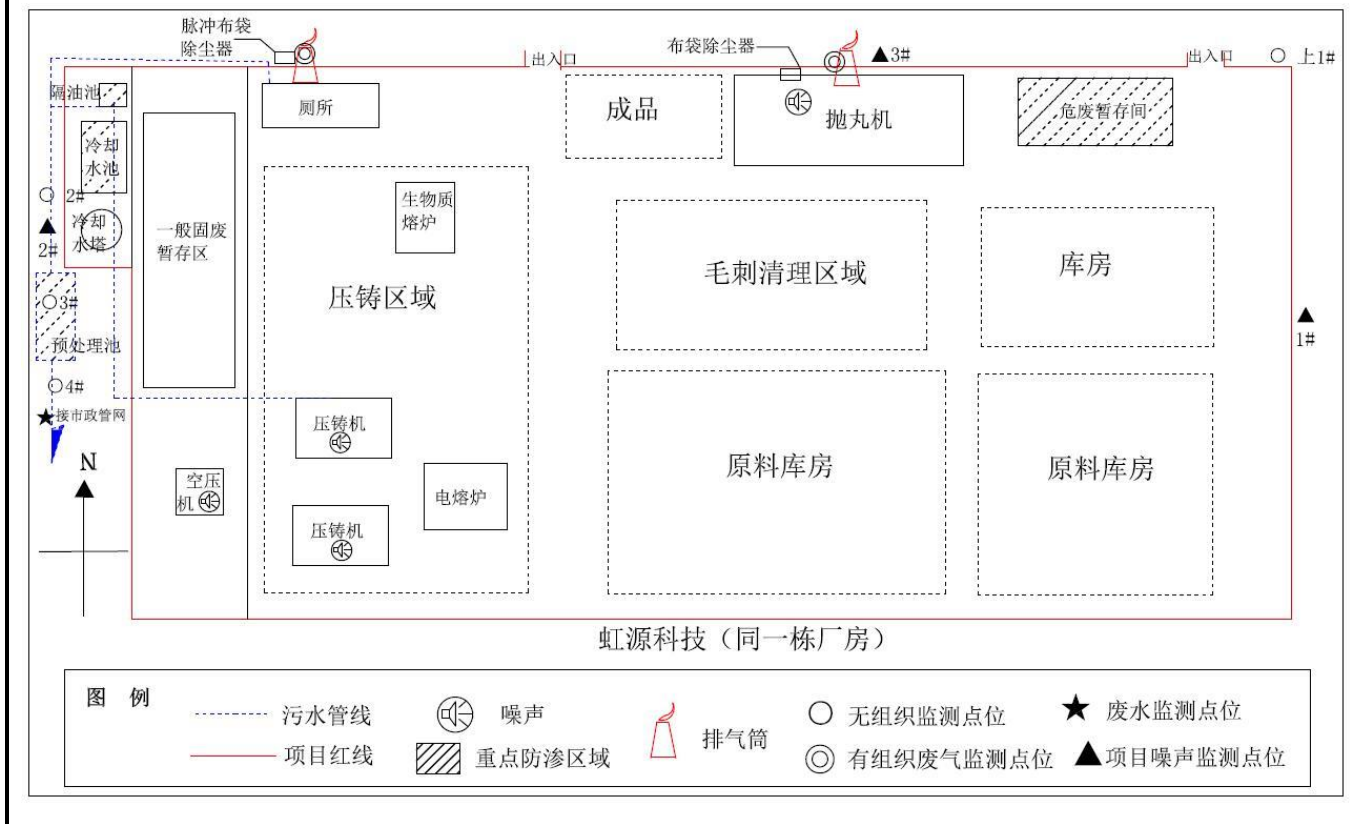 脉冲布袋
除尘器
出入口
布袋除尘器
▲3#
出入口
上1#
隔油池
厕所
成品
抛丸机
危废暂存间
冷却
水池
2#
2#
冷却
水塔
一般固废
暂存区
生物质
熔炉
压铸区域
毛刺清理区域
库房
3#
预处理池
1#
4#
接市政管网
N
压铸机
空压
机
电熔炉
压铸机
原料库房
原料库房
虹源科技（同一栋厂房）
图 例
污水管线
噪声
排气筒
无组织监测点位
废水监测点位
项目红线
重点防渗区域
有组织废气监测点位
项目噪声监测点位